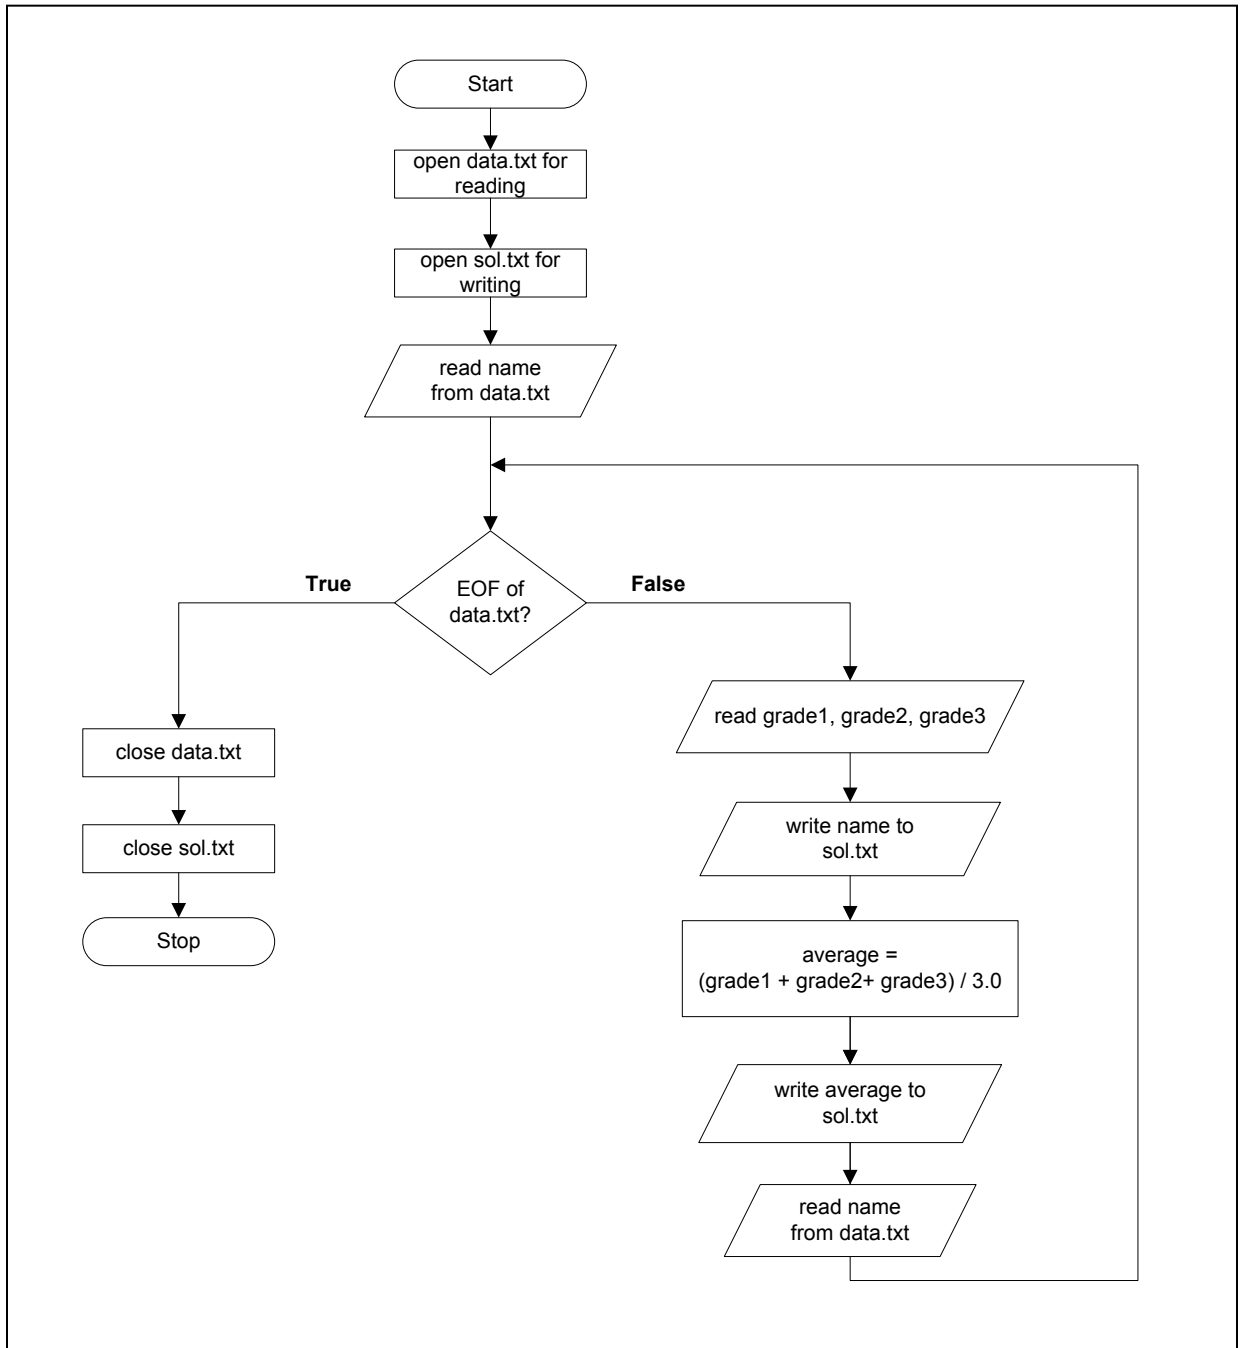 Start
open data.txt for
reading
open sol.txt for
writing
read name
from data.txt
True
EOF of
data.txt?
False
read grade1, grade2, grade3
close data.txt
write name to
sol.txt
close sol.txt
Stop
average =
(grade1 + grade2+ grade3) / 3.0
write average to
sol.txt
read name
from data.txt